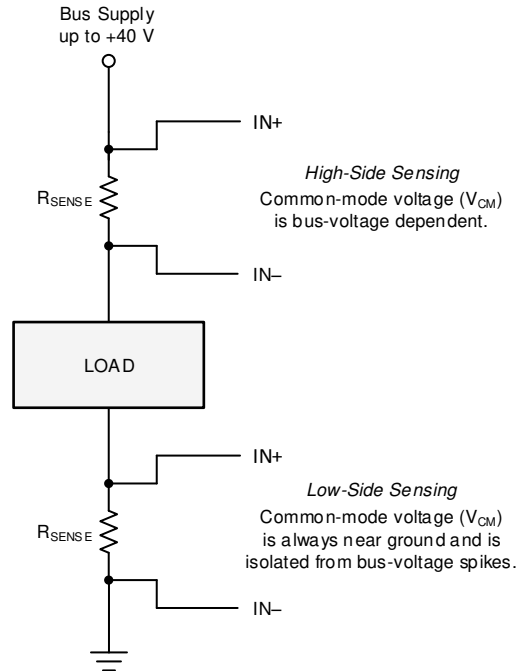 Bus Supply
up to +40 V
IN+
High-Side Sensing
RSENSE
Common-mode voltage (VCM)
is bus-voltage dependent.
IN–
LOAD
IN+
Low-Side Sensing
RSENSE
Common-mode voltage (VCM)
is always near ground and is
isolated from bus-voltage spikes.
IN–